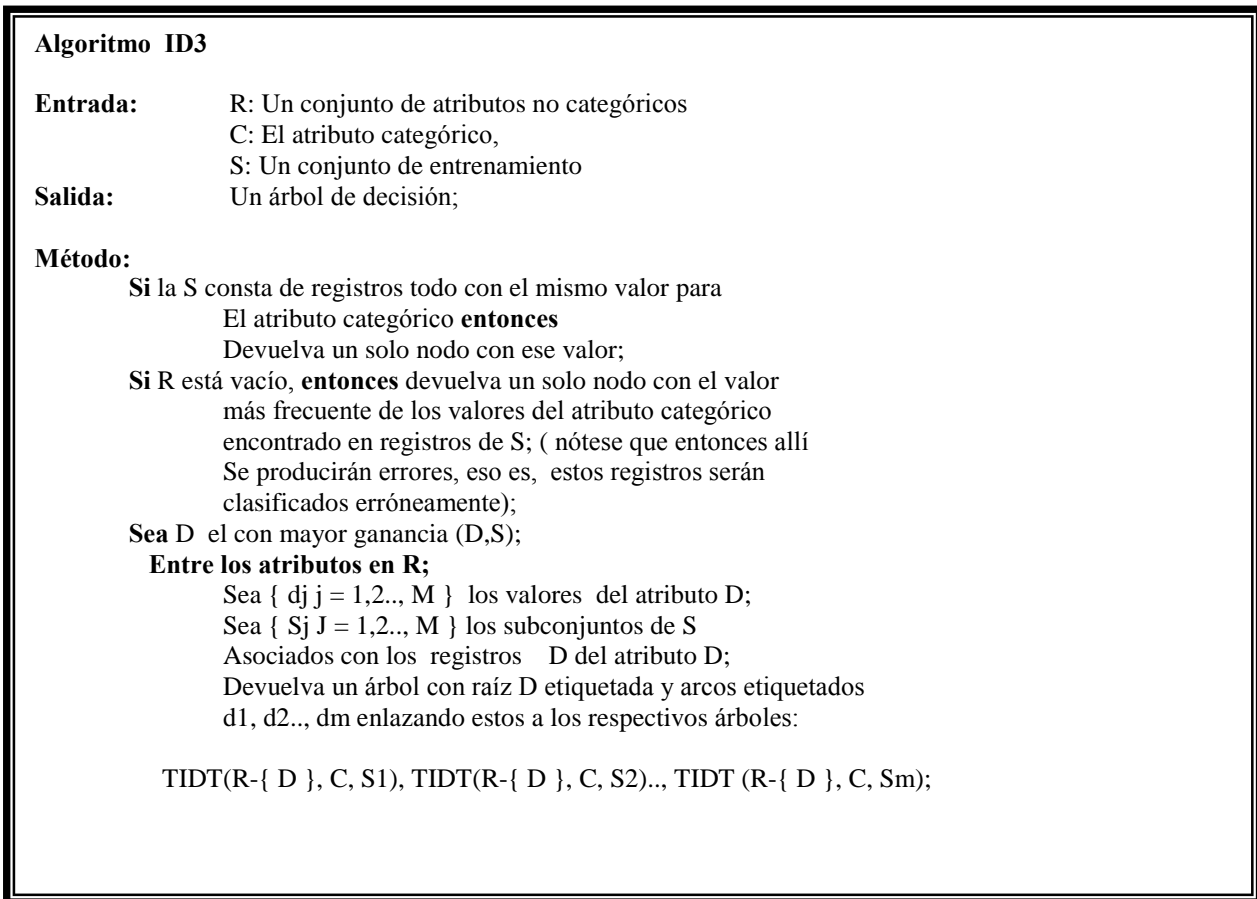 Algoritmo ID3
Entrada: R: Un conjunto de atributos no categóricos
C: El atributo categórico,
S: Un conjunto de entrenamiento
Salida: Un árbol de decisión;
Método:
Si la S consta de registros todo con el mismo valor para
El atributo categórico entonces
Devuelva un solo nodo con ese valor;
Si R está vacío, entonces devuelva un solo nodo con el valor
más frecuente de los valores del atributo categórico
encontrado en registros de S; ( nótese que entonces allí
Se producirán errores, eso es, estos registros serán
clasificados erróneamente);
Sea D el con mayor ganancia (D,S);
Entre los atributos en R;
Sea { dj j = 1,2.., M } los valores del atributo D;
Sea { Sj J = 1,2.., M } los subconjuntos de S
Asociados con los registros D del atributo D;
Devuelva un árbol con raíz D etiquetada y arcos etiquetados
d1, d2.., dm enlazando estos a los respectivos árboles:
TIDT(R-{ D }, C, S1), TIDT(R-{ D }, C, S2).., TIDT (R-{ D }, C, Sm);